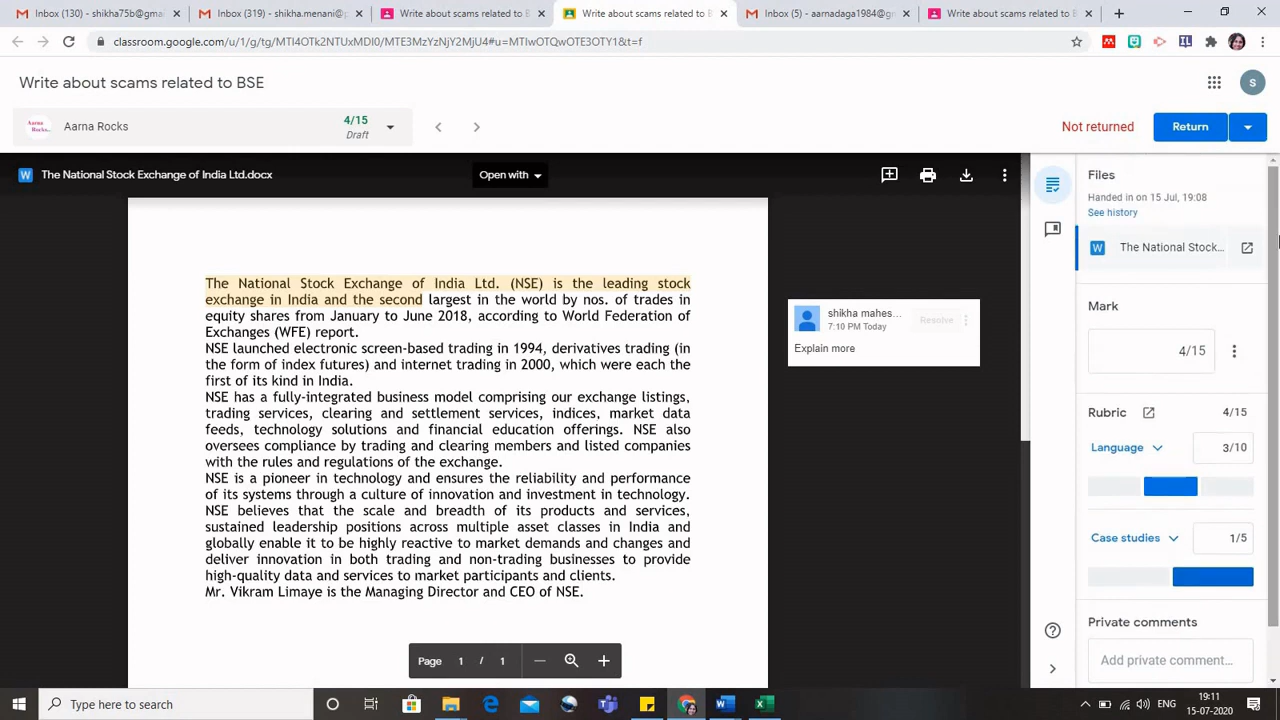 Inbox (130) - shikha75b@gmai
Inbox (319) - shikha.menani@gm
Write about scams related to BSE
Write about scams related to BSE
Inbox (5) - aarnadaga1984@gmai
Write about scams related to BSE
classroom.google.com/u/1/g/tg/MTI4OTk2NTUxMDI0/MTE3MzYzNjY2MjU4#u=MTIwOTQwOTE3OTY1&t=f
Write about scams related to BSE
S
Aarna Rocks
4/15
Draft
Not returned
Return
The National Stock Exchange of India Ltd.docx
Open with
Files
Handed in on 15 Jul, 19:08
See history
The National Stock...
The National Stock Exchange of India Ltd. (NSE) is the leading stock
exchange in India and the second largest in the world by nos. of trades in
equity shares from January to June 2018, according to World Federation of
Exchanges (WFE) report.
NSE launched electronic screen-based trading in 1994, derivatives trading (in
the form of index futures) and internet trading in 2000, which were each the
first of its kind in India.
NSE has a fully-integrated business model comprising our exchange listings,
trading services, clearing and settlement services, indices, market data
feeds, technology solutions and financial education offerings. NSE also
oversees compliance by trading and clearing members and listed companies
with the rules and regulations of the exchange.
NSE is a pioneer in technology and ensures the reliability and performance
of its systems through a culture of innovation and investment in technology.
NSE believes that the scale and breadth of its products and services,
sustained leadership positions across multiple asset classes in India and
globally enable it to be highly reactive to market demands and changes and
deliver innovation in both trading and non-trading businesses to provide
high-quality data and services to market participants and clients.
Mr. Vikram Limaye is the Managing Director and CEO of NSE.
shikha mahes...
7:10 PM Today
Resolve
Explain more
Mark
4/15
Rubric
4/15
Language
3/10
Case studies
1/5
Private comments
Add private comment...
Page 1 / 1
Type here to search
ENG
19:11
15-07-2020